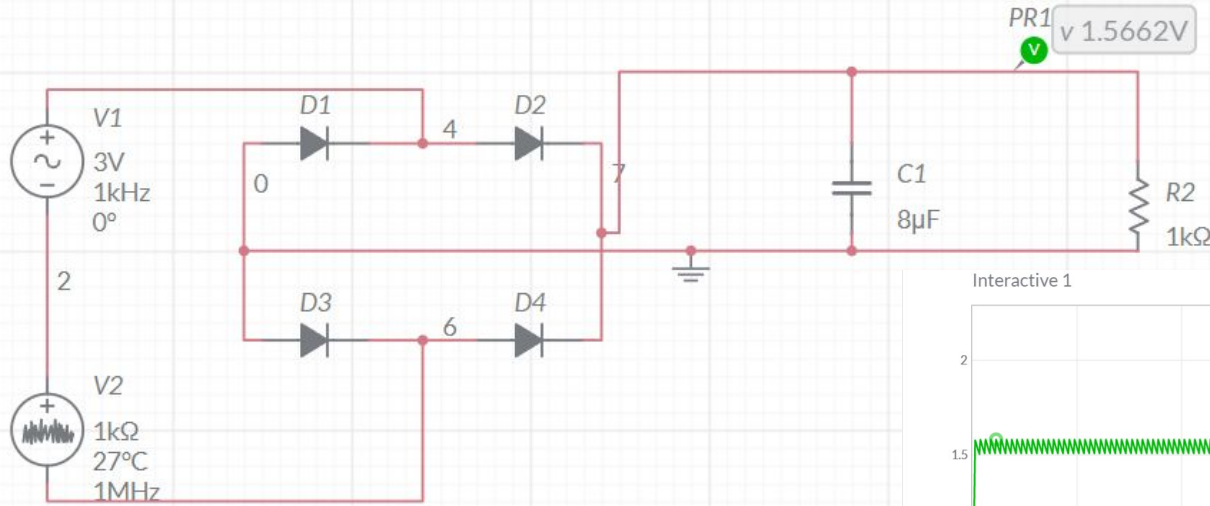 PR1
v 1.5662V
V
V1
3V
1kHz
0°
D1
D2
4
0
7
C1
8µF
R2
1kΩ
2
D3
D4
6
Interactive 1
2
1.5
V2
1kΩ
27°C
1MHz